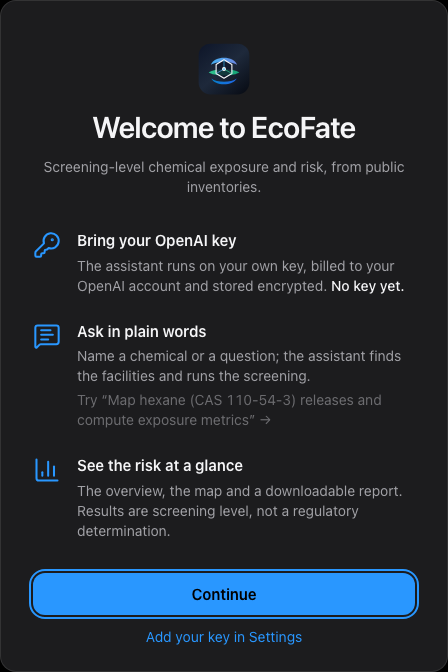 Welcome to EcoFate
Screening-level chemical exposure and risk, from public
inventories.
Bring your OpenAI key
The assistant runs on your own key, billed to your
OpenAI account and stored encrypted. No key yet.
Ask in plain words
Name a chemical or a question; the assistant finds
the facilities and runs the screening.
Try “Map hexane (CAS 110-54-3) releases and
compute exposure metrics” →
See the risk at a glance
The overview, the map and a downloadable report.
Results are screening level, not a regulatory
determination.
Continue
Add your key in Settings